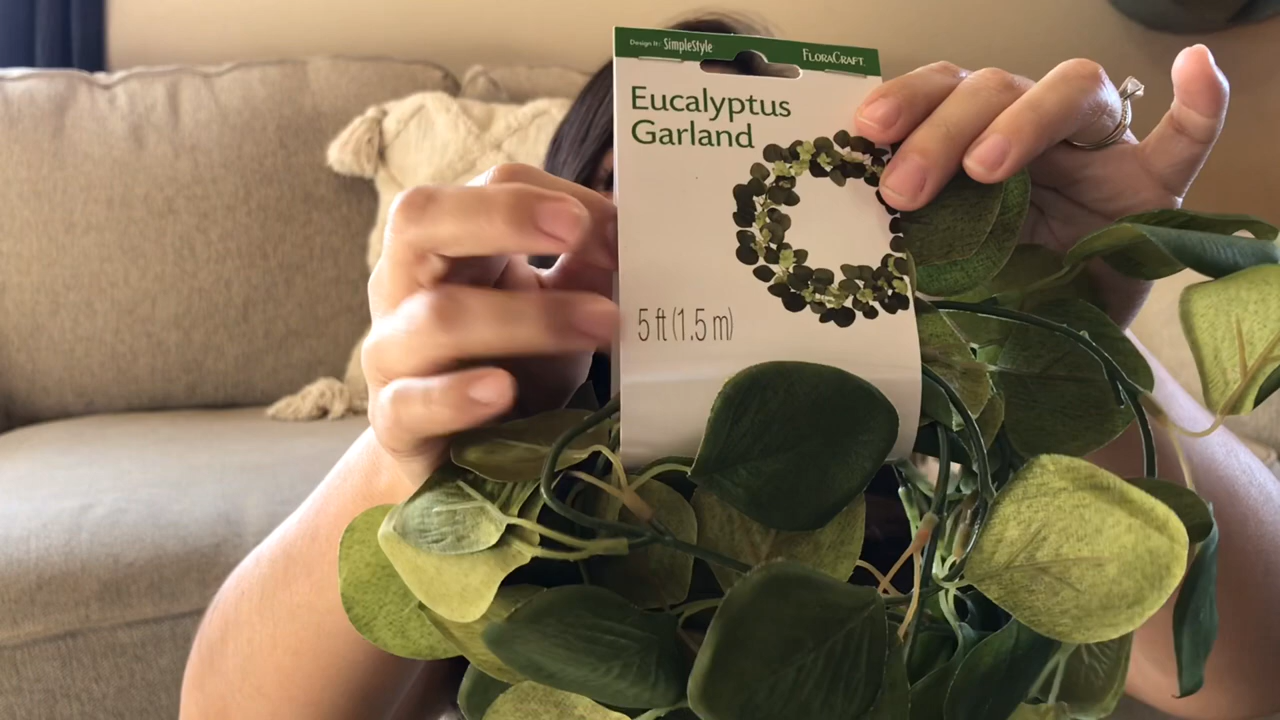 Design It: SimpleStyle
FLORACRAFT
Eucalyptus
Garland
5 ft (1.5 m)